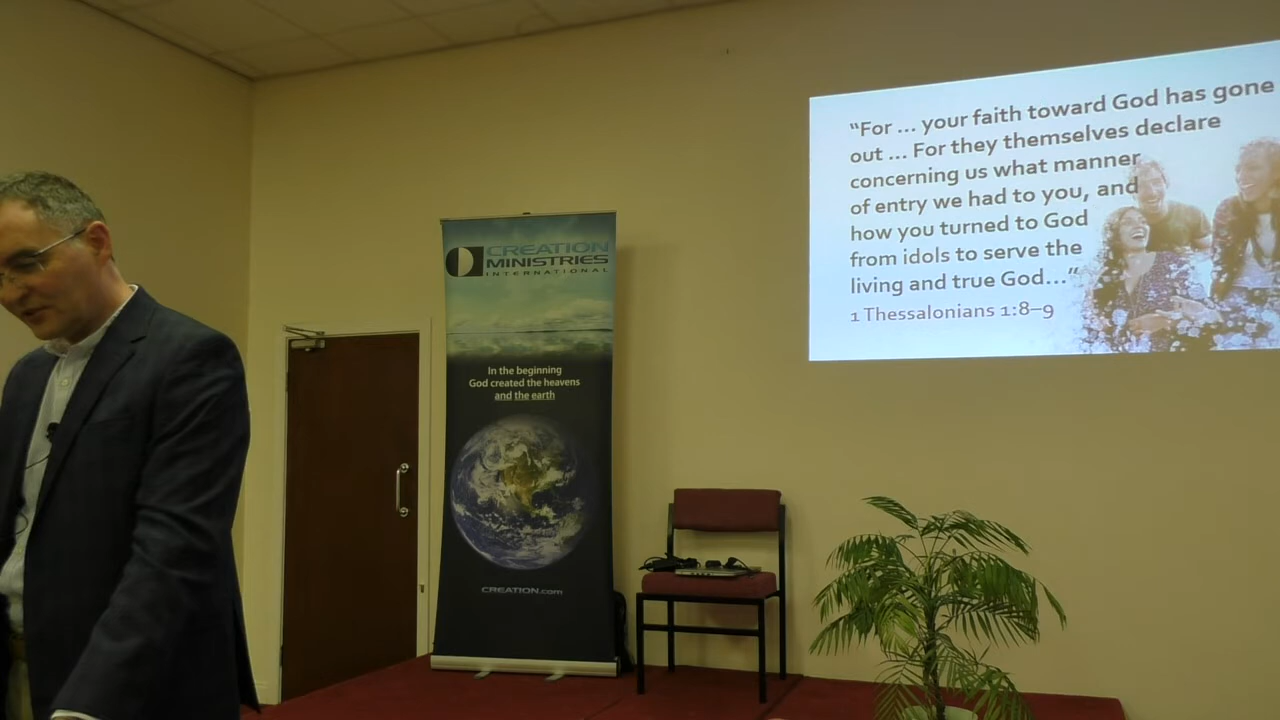 CREATION
MINISTRIES
INTERNATIONAL
In the beginning
God created the heavens
and the earth
CREATION.com
“For ... your faith toward God has gone
out ... For they themselves declare
concerning us what manner
of entry we had to you, and
how you turned to God
from idols to serve the
living and true God...”
1 Thessalonians 1:8–9